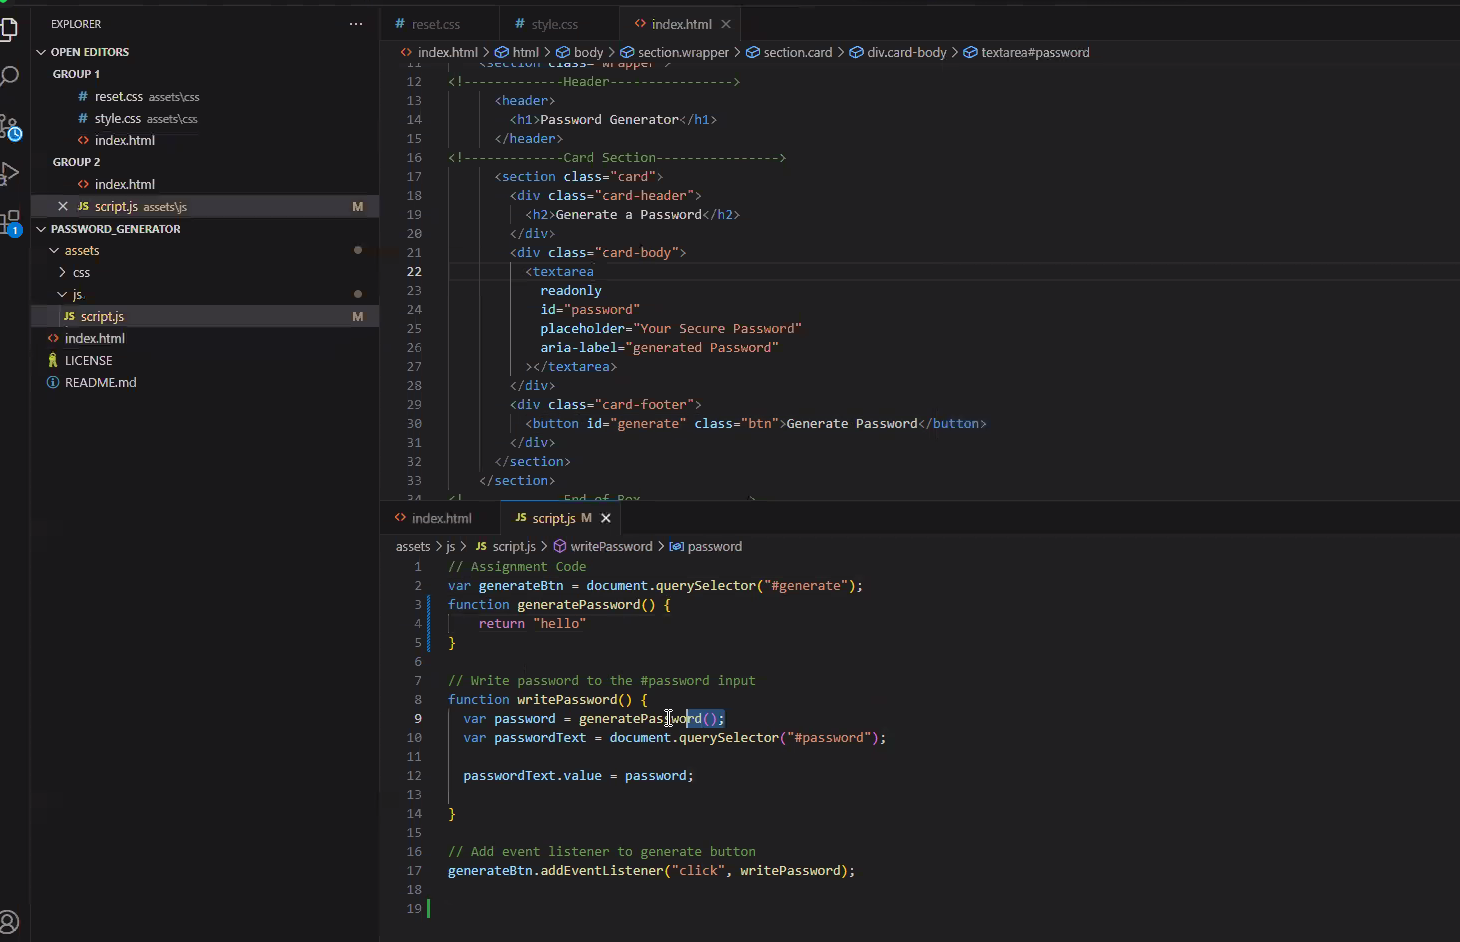 EXPLORER
OPEN EDITORS
GROUP 1
# reset.css assets\css
# style.css assets\css
<> index.html
GROUP 2
<> index.html
JS script.js assets\js M
PASSWORD_GENERATOR
assets
css
js
JS script.js M
<> index.html
LICENSE
README.md
1
# reset.css # style.css <> index.html
<> index.html > html > body > section.wrapper > section.card > div.card-body > textarea#password
11 <section class="wrapper">
12 <!-------------Header---------------->
13 <header>
14 <h1>Password Generator</h1>
15 </header>
16 <!-------------Card Section---------------->
17 <section class="card">
18 <div class="card-header">
19 <h2>Generate a Password</h2>
20 </div>
21 <div class="card-body">
22 <textarea
23 readonly
24 id="password"
25 placeholder="Your Secure Password"
26 aria-label="generated Password"
27 ></textarea>
28 </div>
29 <div class="card-footer">
30 <button id="generate" class="btn">Generate Password</button>
31 </div>
32 </section>
33 </section>
34 <!-------------End of Box---------------->
<> index.html JS script.js M
assets > js > JS script.js > writePassword > password
1 // Assignment Code
2 var generateBtn = document.querySelector("#generate");
3 function generatePassword() {
4 return "hello"
5 }
6
7 // Write password to the #password input
8 function writePassword() {
9 var password = generatePassword();
10 var passwordText = document.querySelector("#password");
11
12 passwordText.value = password;
13
14 }
15
16 // Add event listener to generate button
17 generateBtn.addEventListener("click", writePassword);
18
19